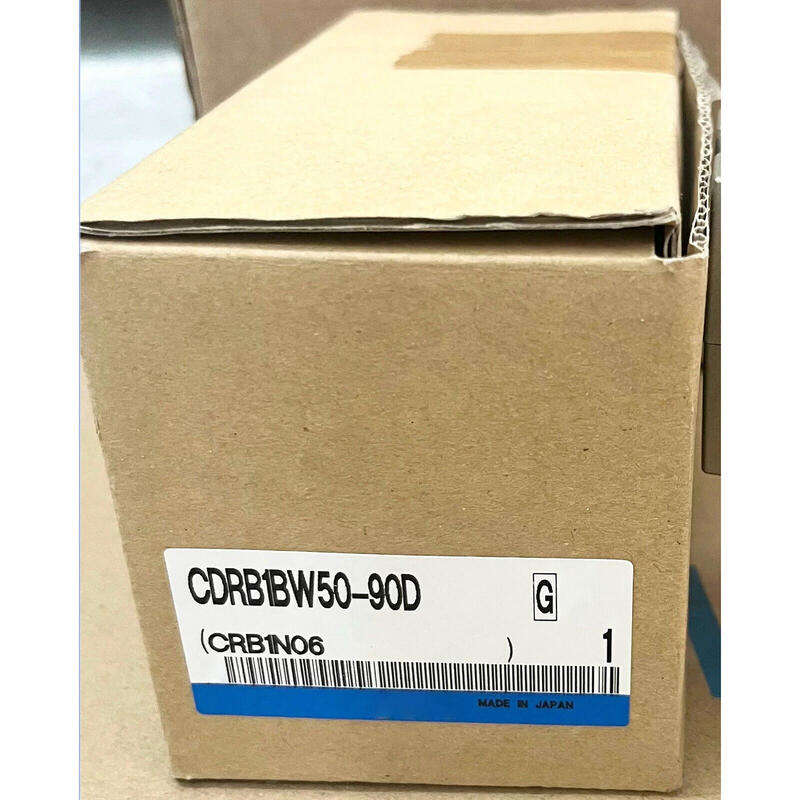 CDRB1BW50-90D G
(CRB1N06 ) 1
MADE IN JAPAN